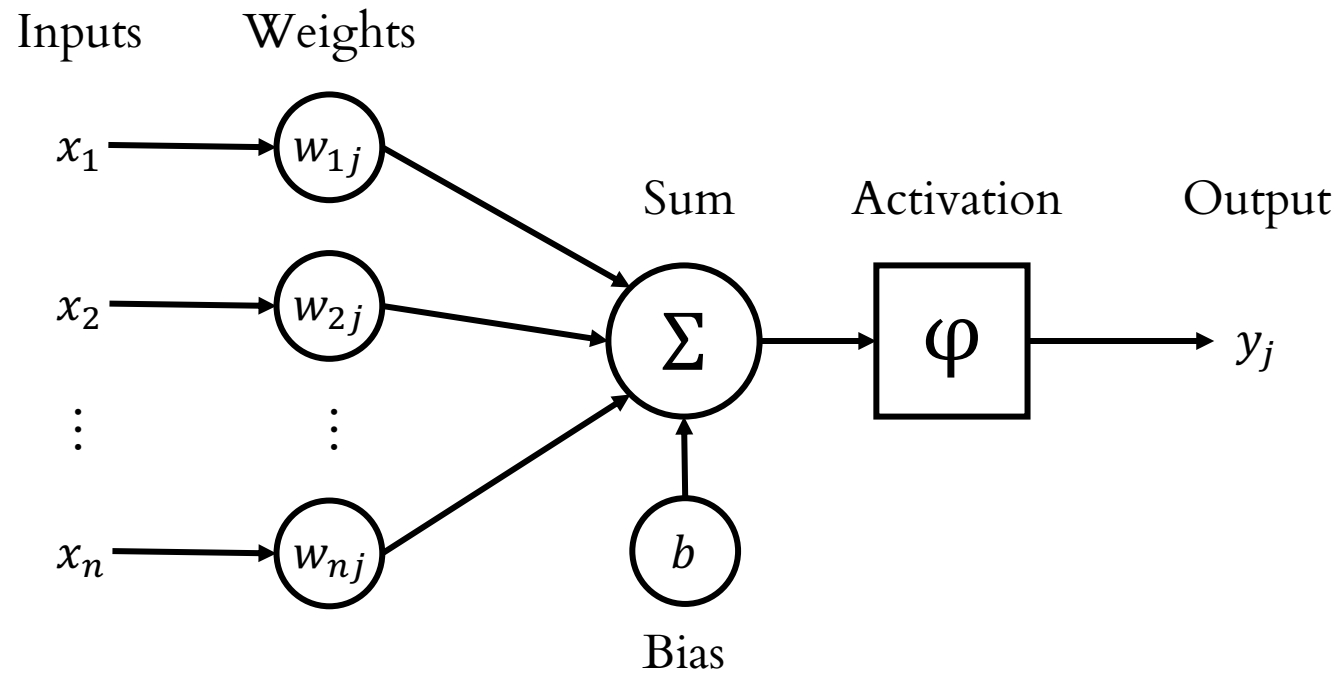 Inputs Weights
x₁ w₁ⱼ
Sum Activation Output
x₂ w₂ⱼ
Σ φ yⱼ
⋮ ⋮
xₙ wₙⱼ
b
Bias